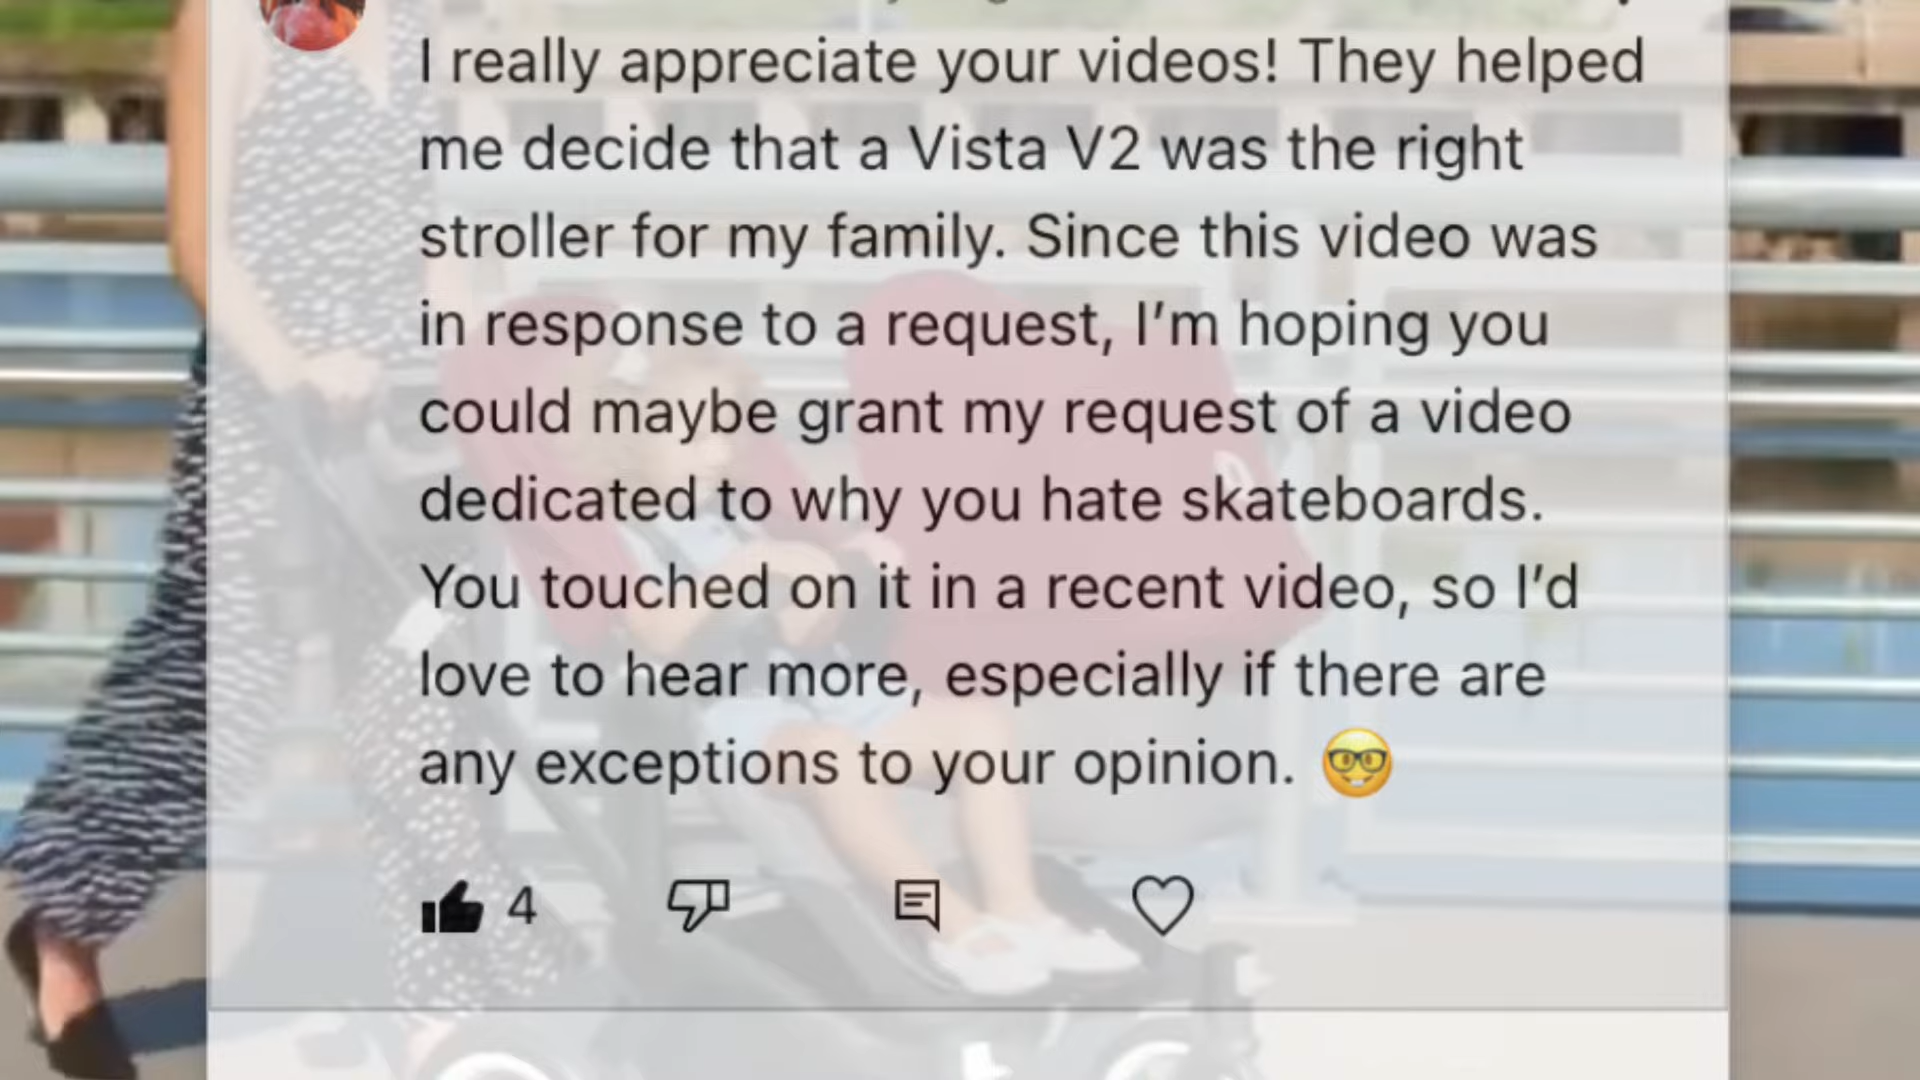 I really appreciate your videos! They helped
me decide that a Vista V2 was the right
stroller for my family. Since this video was
in response to a request, I’m hoping you
could maybe grant my request of a video
dedicated to why you hate skateboards.
You touched on it in a recent video, so I’d
love to hear more, especially if there are
any exceptions to your opinion. 🤓
4